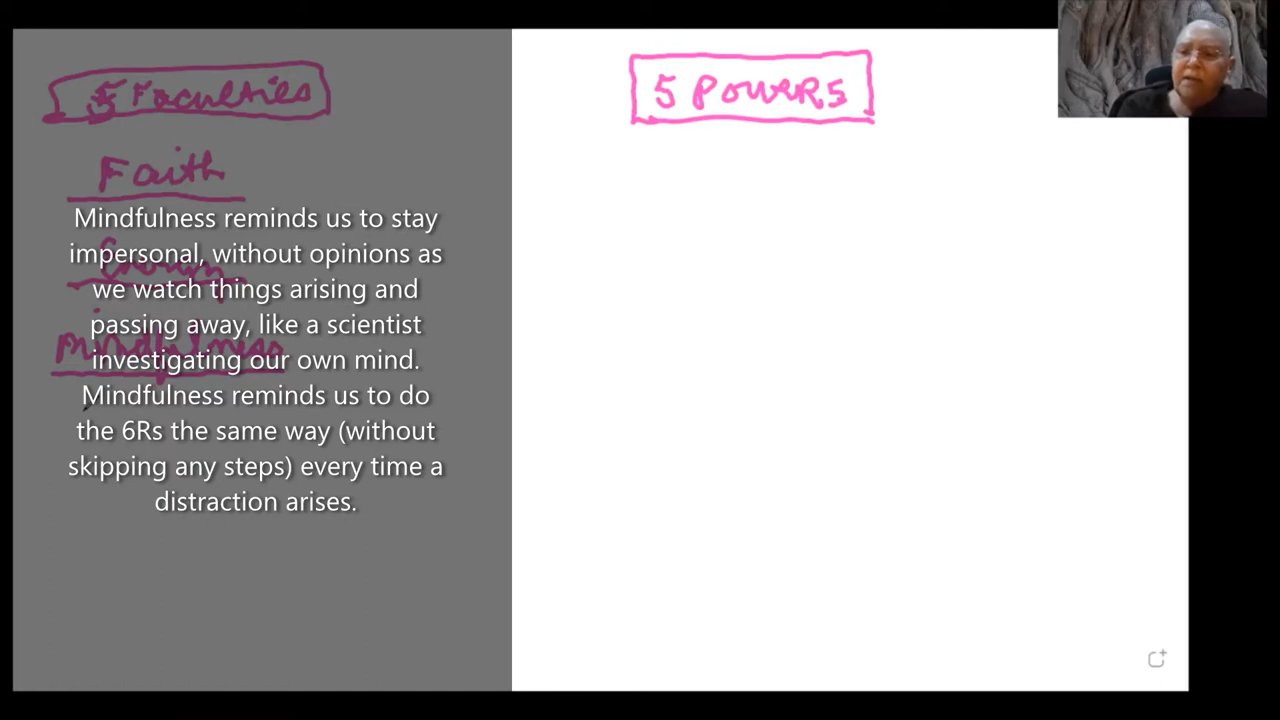 5 Faculties
5 POWERS
Faith
Mindfulness reminds us to stay
impersonal, without opinions as
Energy
we watch things arising and
passing away, like a scientist
Mindfulness
investigating our own mind.
Mindfulness reminds us to do
the 6Rs the same way (without
skipping any steps) every time a
distraction arises.